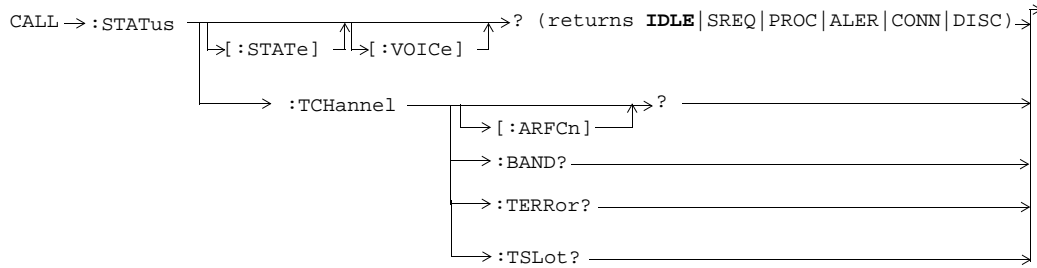 CALL :STATus ? (returns IDLE|SREQ|PROC|ALER|CONN|DISC)
[:STATe] [:VOICe]
:TCHannel ?
[:ARFCn]
:BAND?
:TERRor?
:TSLot?